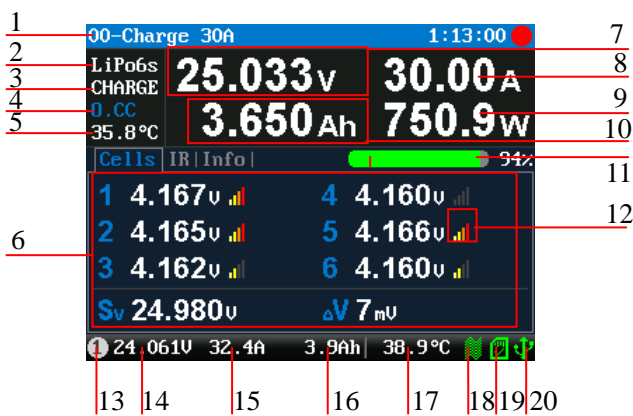 1
00-Charge 30A 1:13:00
7
2
LiPo6s 25.033V 30.00A
8
3
CHARGE
4
0.CC 3.650Ah 750.9W
9
5
35.8°C
10
Cells |IR|Info| 94%
11
1 4.167V 4 4.160V
12
2 4.165V 5 4.166V
6
3 4.162V 6 4.160V
Sv 24.980V ΔV 7mV
1 24.061V 32.4A 3.9Ah| 38.9°C
13 14 15 16 17 18 19 20